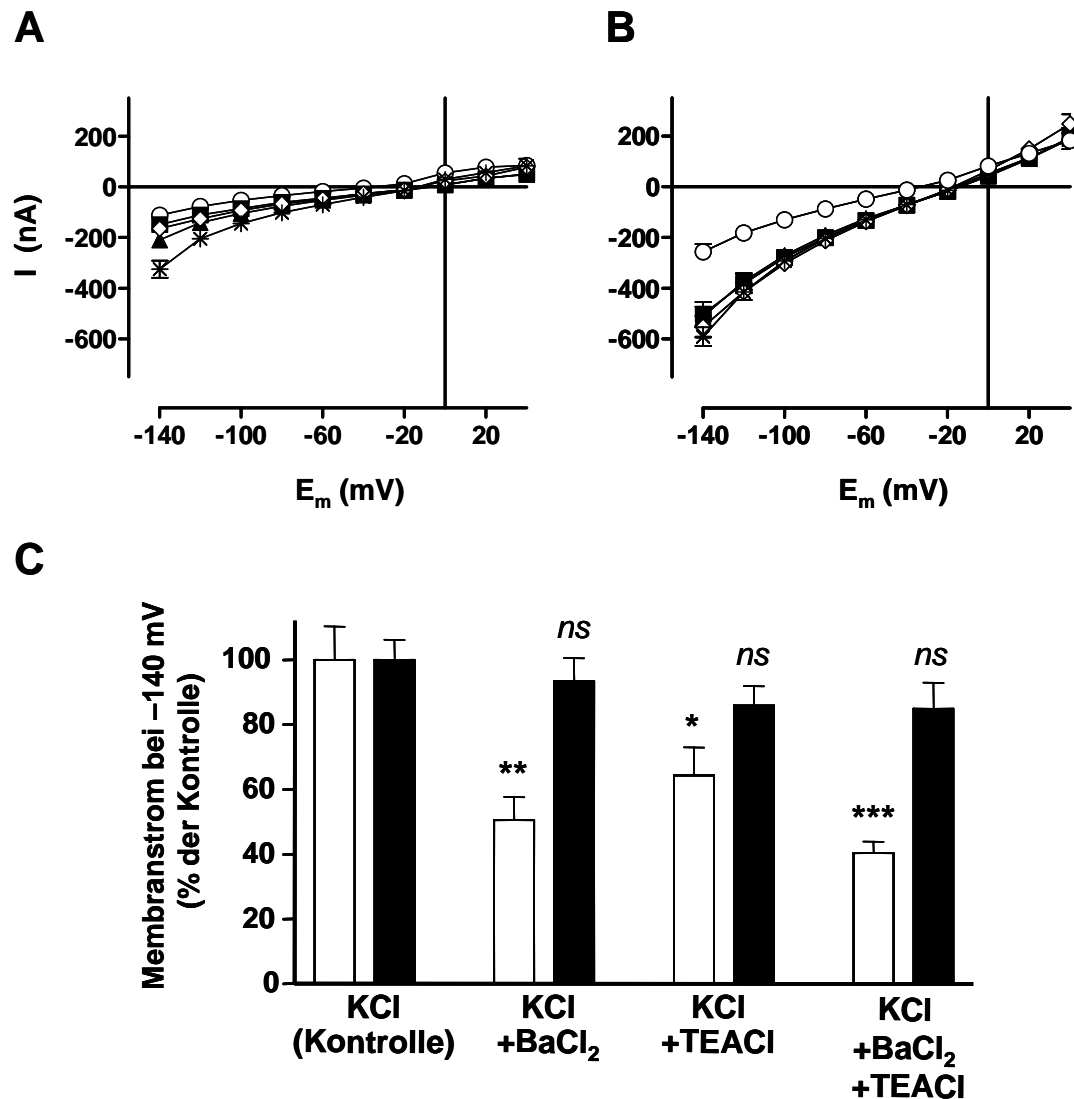 A
B
200
0
-200
-400
-600
I (nA)
-140
-100
-60
-20
20
Eₘ (mV)
200
0
-200
-400
-600
-140
-100
-60
-20
20
Eₘ (mV)
C
Membranstrom bei –140 mV
(% der Kontrolle)
100
80
60
40
20
0
**
ns
*
ns
***
ns
KCl
(Kontrolle)
KCl
+BaCl₂
KCl
+TEACl
KCl
+BaCl₂
+TEACl